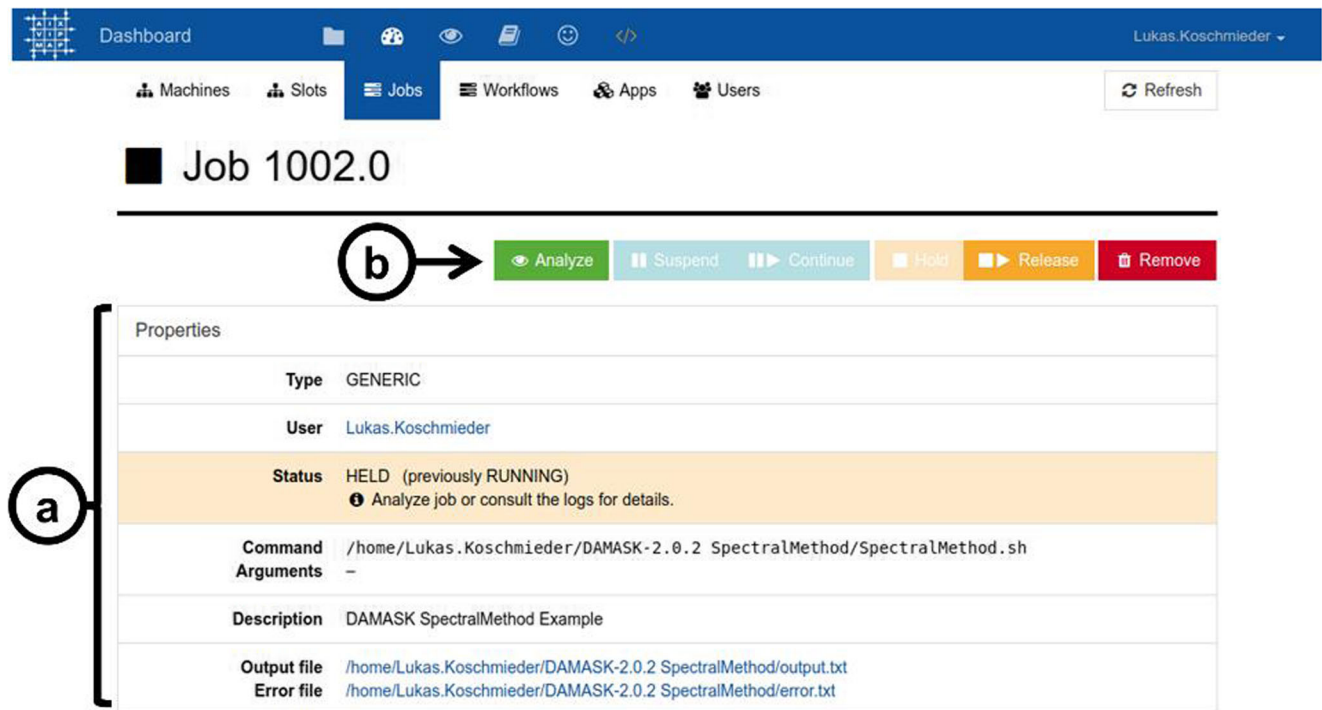 AIX
VIP
MAP
Dashboard </> Lukas.Koschmieder
Machines Slots Jobs Workflows Apps Users Refresh
Job 1002.0
b Analyze Suspend Continue Hold Release Remove
Properties
Type GENERIC
User Lukas.Koschmieder
Status HELD (previously RUNNING)
Analyze job or consult the logs for details.
a
Command /home/Lukas.Koschmieder/DAMASK-2.0.2 SpectralMethod/SpectralMethod.sh
Arguments –
Description DAMASK SpectralMethod Example
Output file /home/Lukas.Koschmieder/DAMASK-2.0.2 SpectralMethod/output.txt
Error file /home/Lukas.Koschmieder/DAMASK-2.0.2 SpectralMethod/error.txt